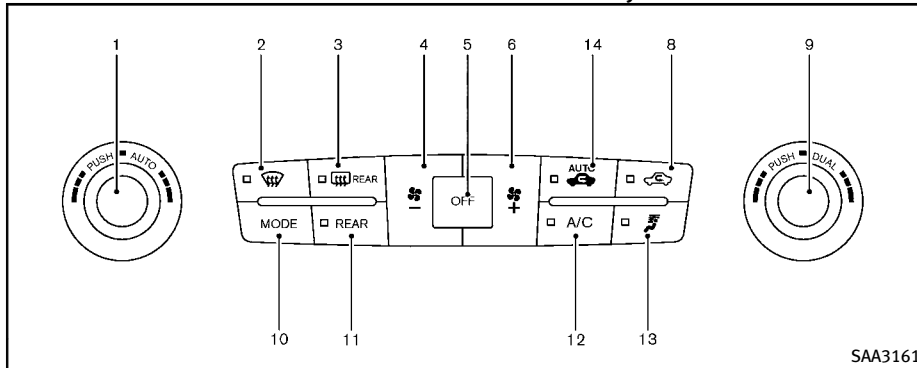 1 2 3 4 5 6 14 8 9
PUSH AUTO
REAR
AUTO
PUSH DUAL
OFF
MODE
REAR
A/C
10 11 12 13
SAA3161